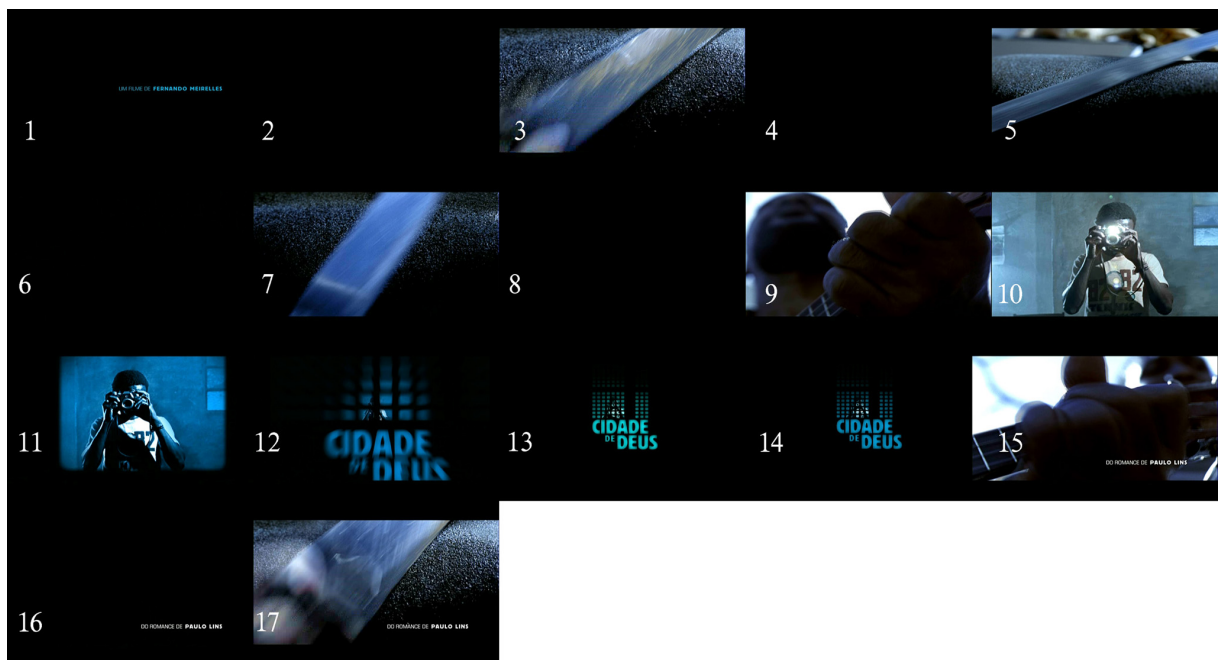 UM FILME DE FERNANDO MEIRELLES
1
2
3
4
5
6
7
8
9
82
10
11
CIDADE
DE DEUS
12
CIDADE
DE DEUS
13
CIDADE
DE DEUS
14
DO ROMANCE DE PAULO LINS
15
DO ROMANCE DE PAULO LINS
16
DO ROMANCE DE PAULO LINS
17